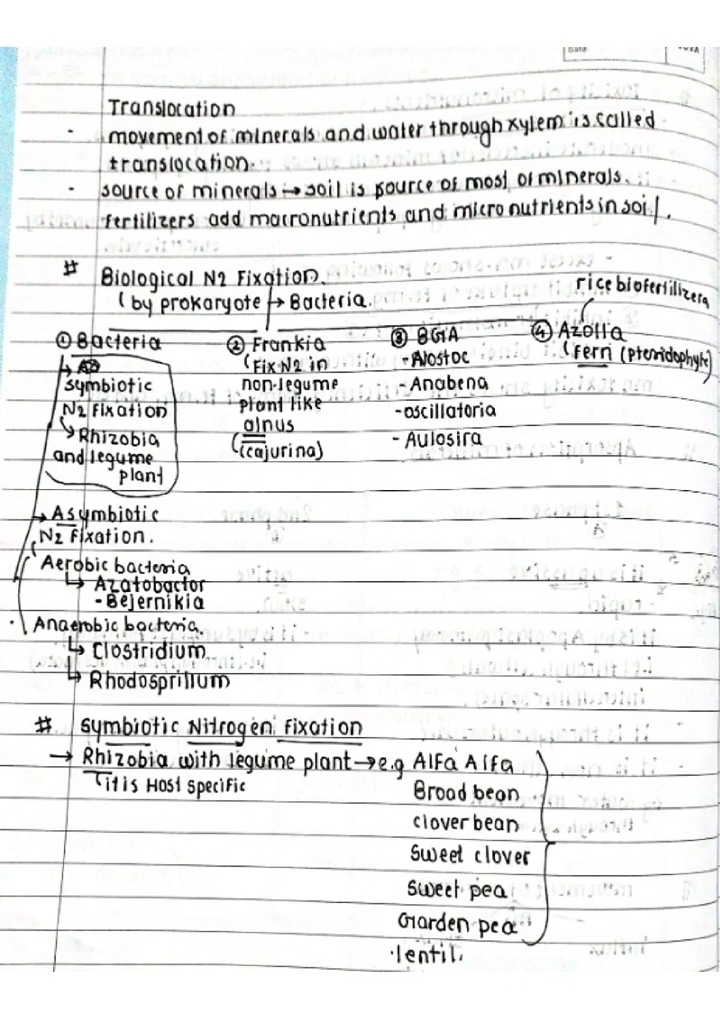 Date
Translocation
- movement of minerals and water through xylem is called
translocation.
- source of minerals → soil is source of most of minerals.
fertilizers add macronutrients and micro nutrients in soil.
# Biological N2 Fixation.
(by prokaryote → Bacteria.
rice biofertilizers
① Bacteria
→
symbiotic
N2 Fixation
↳ Rhizobia
and legume
plant
② Frankia
(Fix N2 in
non-legume
plant like
alnus
(cajurina)
③ BGA
- Nostoc
- Anabena
- oscillatoria
- Aulosira
④ Azolla
(Fern (pteridophyte)
→ Asymbiotic
N2 Fixation.
Aerobic bacteria
↳ Azatobactor
- Bejernikia
Anaerobic bacteria
↳ Clostridium
↳ Rhodosprillum
# symbiotic Nitrogen fixation
→ Rhizobia with legume plant → e.g Alfa Alfa
it is Host specific
Broad bean
clover bean
Sweet clover
Sweet pea
Garden pea
lentil.